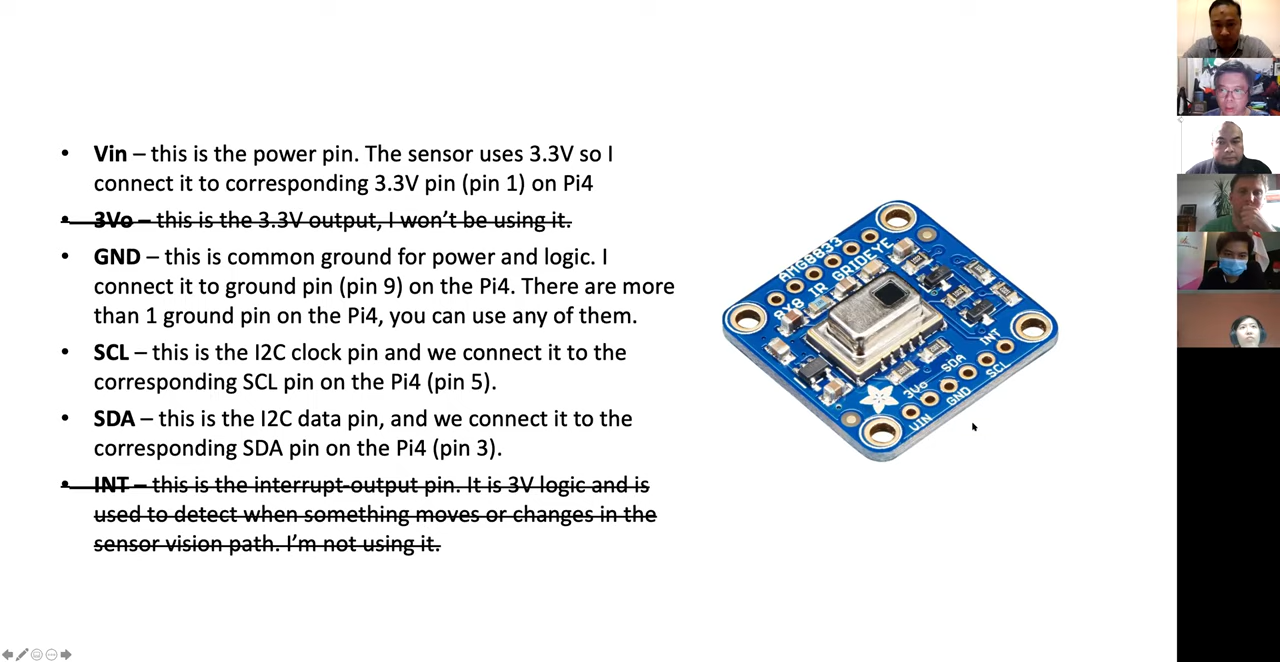 • Vin – this is the power pin. The sensor uses 3.3V so I
connect it to corresponding 3.3V pin (pin 1) on Pi4
• 3Vo – this is the 3.3V output, I won’t be using it.
• GND – this is common ground for power and logic. I
connect it to ground pin (pin 9) on the Pi4. There are more
than 1 ground pin on the Pi4, you can use any of them.
• SCL – this is the I2C clock pin and we connect it to the
corresponding SCL pin on the Pi4 (pin 5).
• SDA – this is the I2C data pin, and we connect it to the
corresponding SDA pin on the Pi4 (pin 3).
• INT – this is the interrupt-output pin. It is 3V logic and is
used to detect when something moves or changes in the
sensor vision path. I’m not using it.
AMG8833
8X8 IR GRIDEYE
VIN
3Vo
GND
SDA
SCL
INT